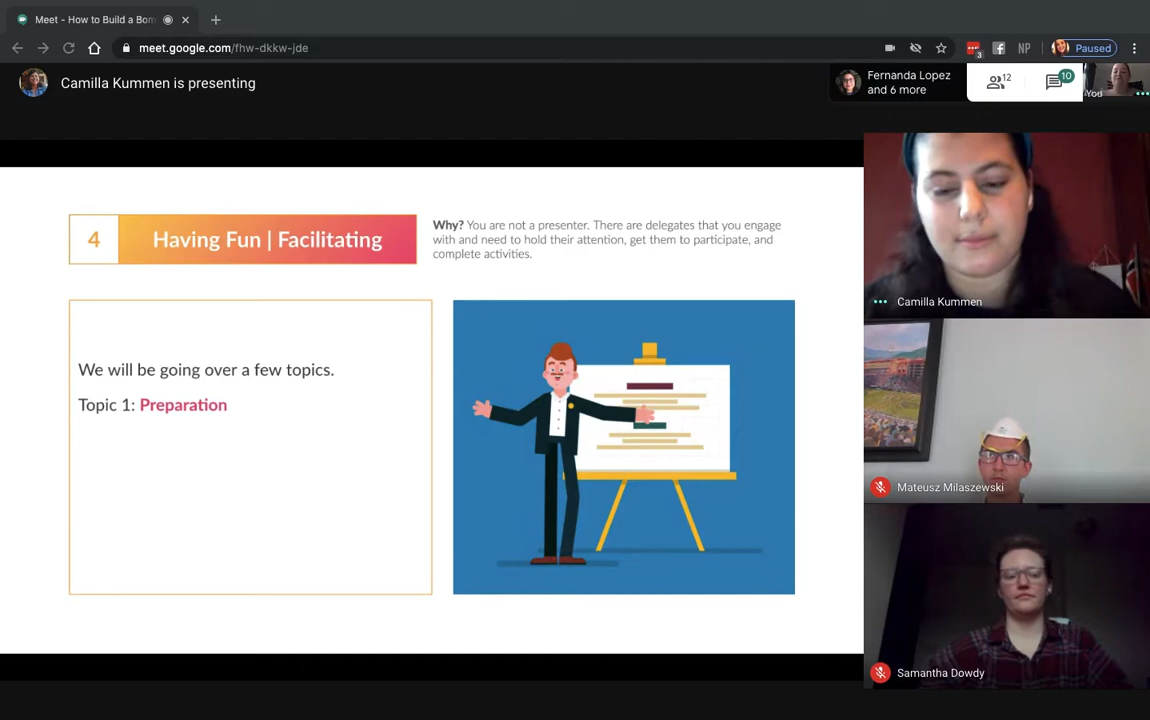 Meet - How to Build a Bom
meet.google.com/fhw-dkkw-jde
3
NP
Paused
Camilla Kummen is presenting
Fernanda Lopez
and 6 more
12
10
You
4
Having Fun | Facilitating
Why? You are not a presenter. There are delegates that you engage
with and need to hold their attention, get them to participate, and
complete activities.
We will be going over a few topics.
Topic 1: Preparation
Camilla Kummen
Mateusz Milaszewski
Samantha Dowdy